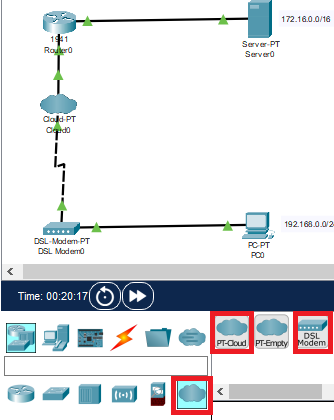 172.16.0.0/16
1941
Router0
Server-PT
Server0
Cloud-PT
Cloud0
DSL-Modem-PT
DSL Modem0
192.168.0.0/2
PC-PT
PC0
Time: 00:20:17
PT-Cloud
PT-Empty
DSL
Modem